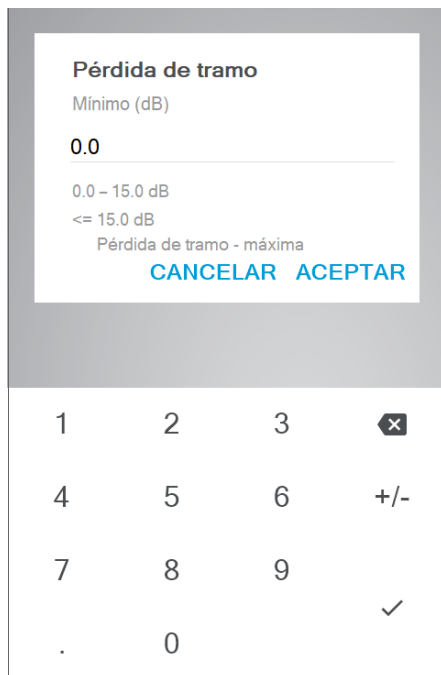 Pérdida de tramo
Mínimo (dB)
0.0
0.0 – 15.0 dB
<= 15.0 dB
Pérdida de tramo - máxima
CANCELAR ACEPTAR
1 2 3
4 5 6 +/-
7 8 9
. 0